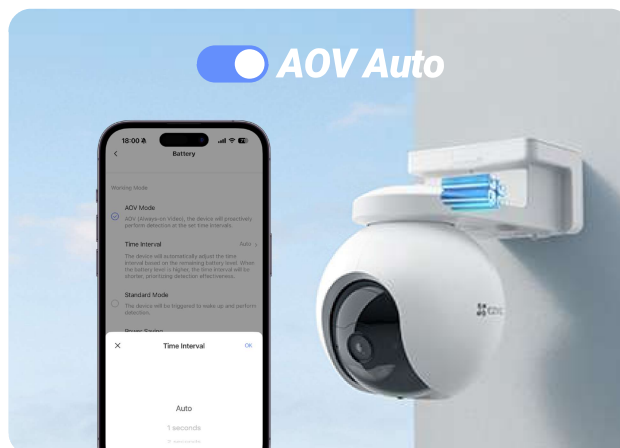 AOV Auto
18:00
Battery
Working Mode
AOV Mode
AOV (Always-on Video), the device will proactively
perform detection at the set time intervals.
Time Interval
Auto
The device will automatically adjust the time
interval based on the remaining battery level. When
the battery level is higher, the time interval will be
shorter, prioritizing detection effectiveness.
Standard Mode
The device will be triggered to wake up and perform
detection.
Power Saving
Time Interval
OK
Auto
1 seconds
EZVIZ